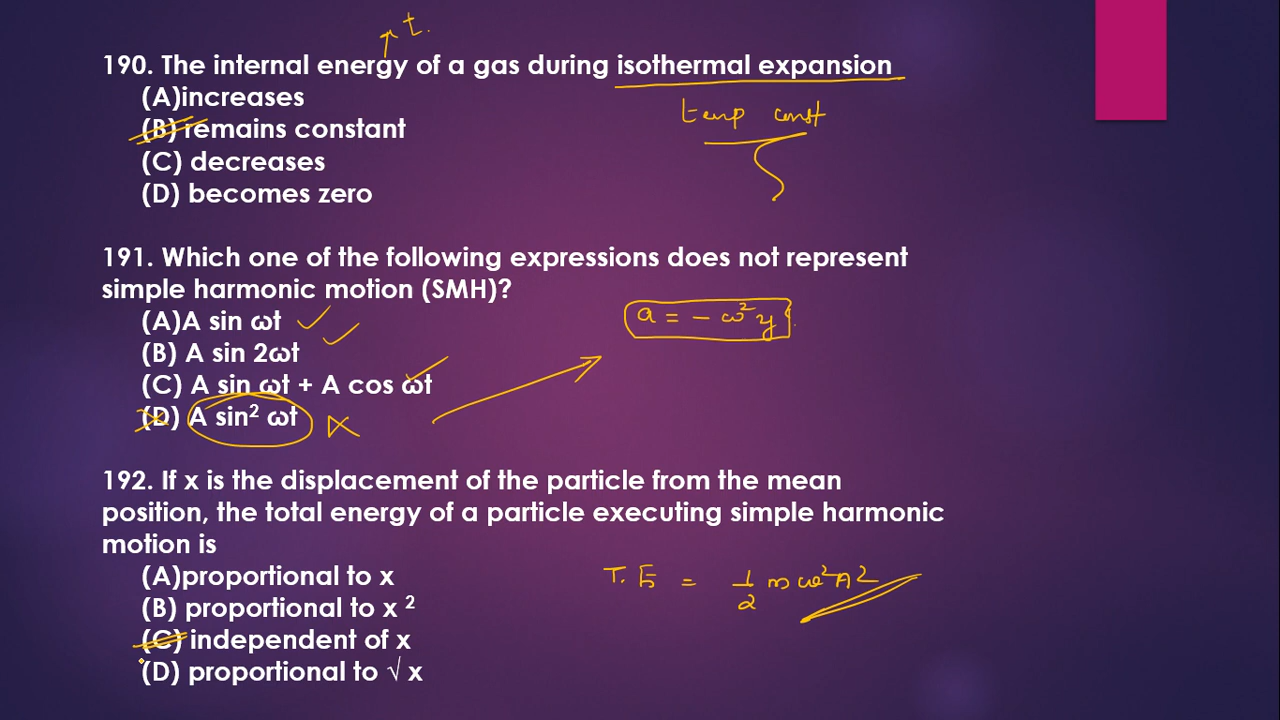 t.
190. The internal energy of a gas during isothermal expansion
(A)increases
temp const
(B) remains constant
(C) decreases
(D) becomes zero
191. Which one of the following expressions does not represent
simple harmonic motion (SMH)?
(A)A sin ωt
a = - ω² y
(B) A sin 2ωt
(C) A sin ωt + A cos ωt
(D) A sin² ωt
192. If x is the displacement of the particle from the mean
position, the total energy of a particle executing simple harmonic
motion is
(A)proportional to x
T. E = 1/2 m ω² A²
(B) proportional to x ²
(C) independent of x
(D) proportional to √ x